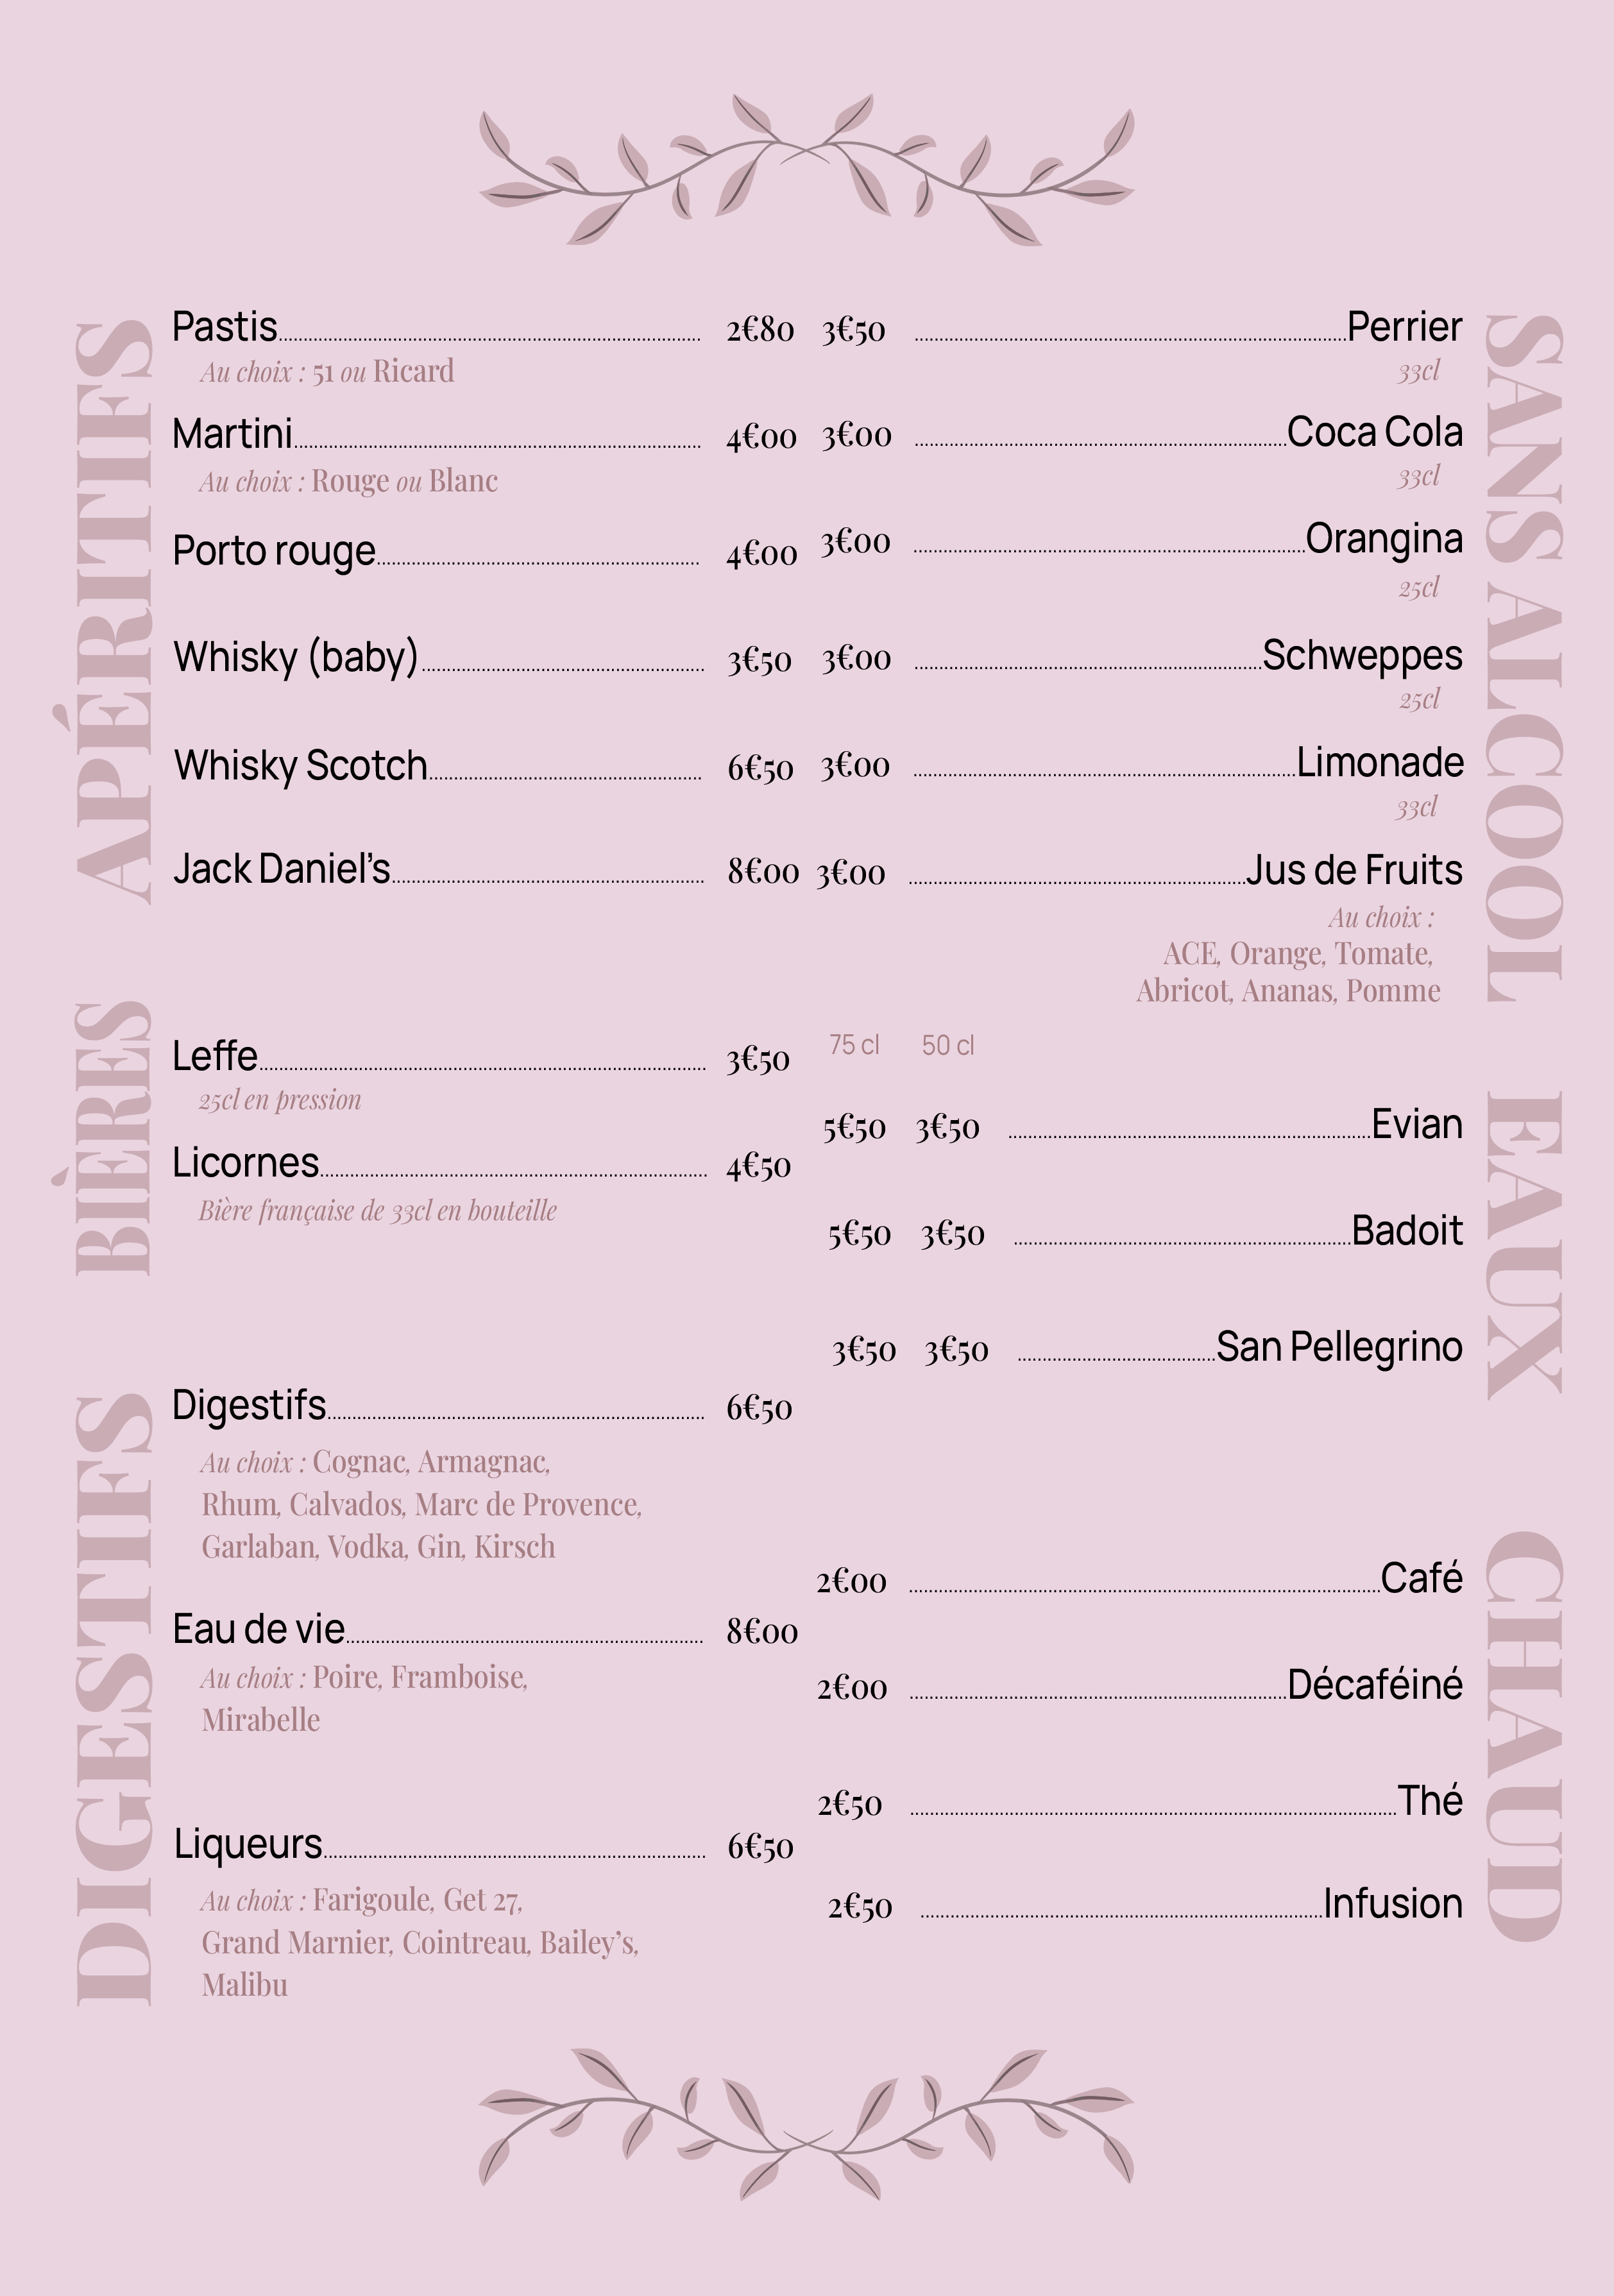 APÉRITIFS
Pastis 2€80
Au choix : 51 ou Ricard
Martini 4€00
Au choix : Rouge ou Blanc
Porto rouge 4€00
Whisky (baby) 3€50
Whisky Scotch 6€50
Jack Daniel’s 8€00
BIÉRES
Leffe 3€50
25cl en pression
Licornes 4€50
Bière française de 33cl en bouteille
DIGESTIFS
Digestifs 6€50
Au choix : Cognac, Armagnac,
Rhum, Calvados, Marc de Provence,
Garlaban, Vodka, Gin, Kirsch
Eau de vie 8€00
Au choix : Poire, Framboise,
Mirabelle
Liqueurs 6€50
Au choix : Farigoule, Get 27,
Grand Marnier, Cointreau, Bailey’s,
Malibu
SANS ALCOOL
3€50 Perrier
33cl
3€00 Coca Cola
33cl
3€00 Orangina
25cl
3€00 Schweppes
25cl
3€00 Limonade
33cl
3€00 Jus de Fruits
Au choix :
ACE, Orange, Tomate,
Abricot, Ananas, Pomme
EAUX
75 cl 50 cl
5€50 3€50 Evian
5€50 3€50 Badoit
3€50 3€50 San Pellegrino
CHAUD
2€00 Café
2€00 Décaféiné
2€50 Thé
2€50 Infusion